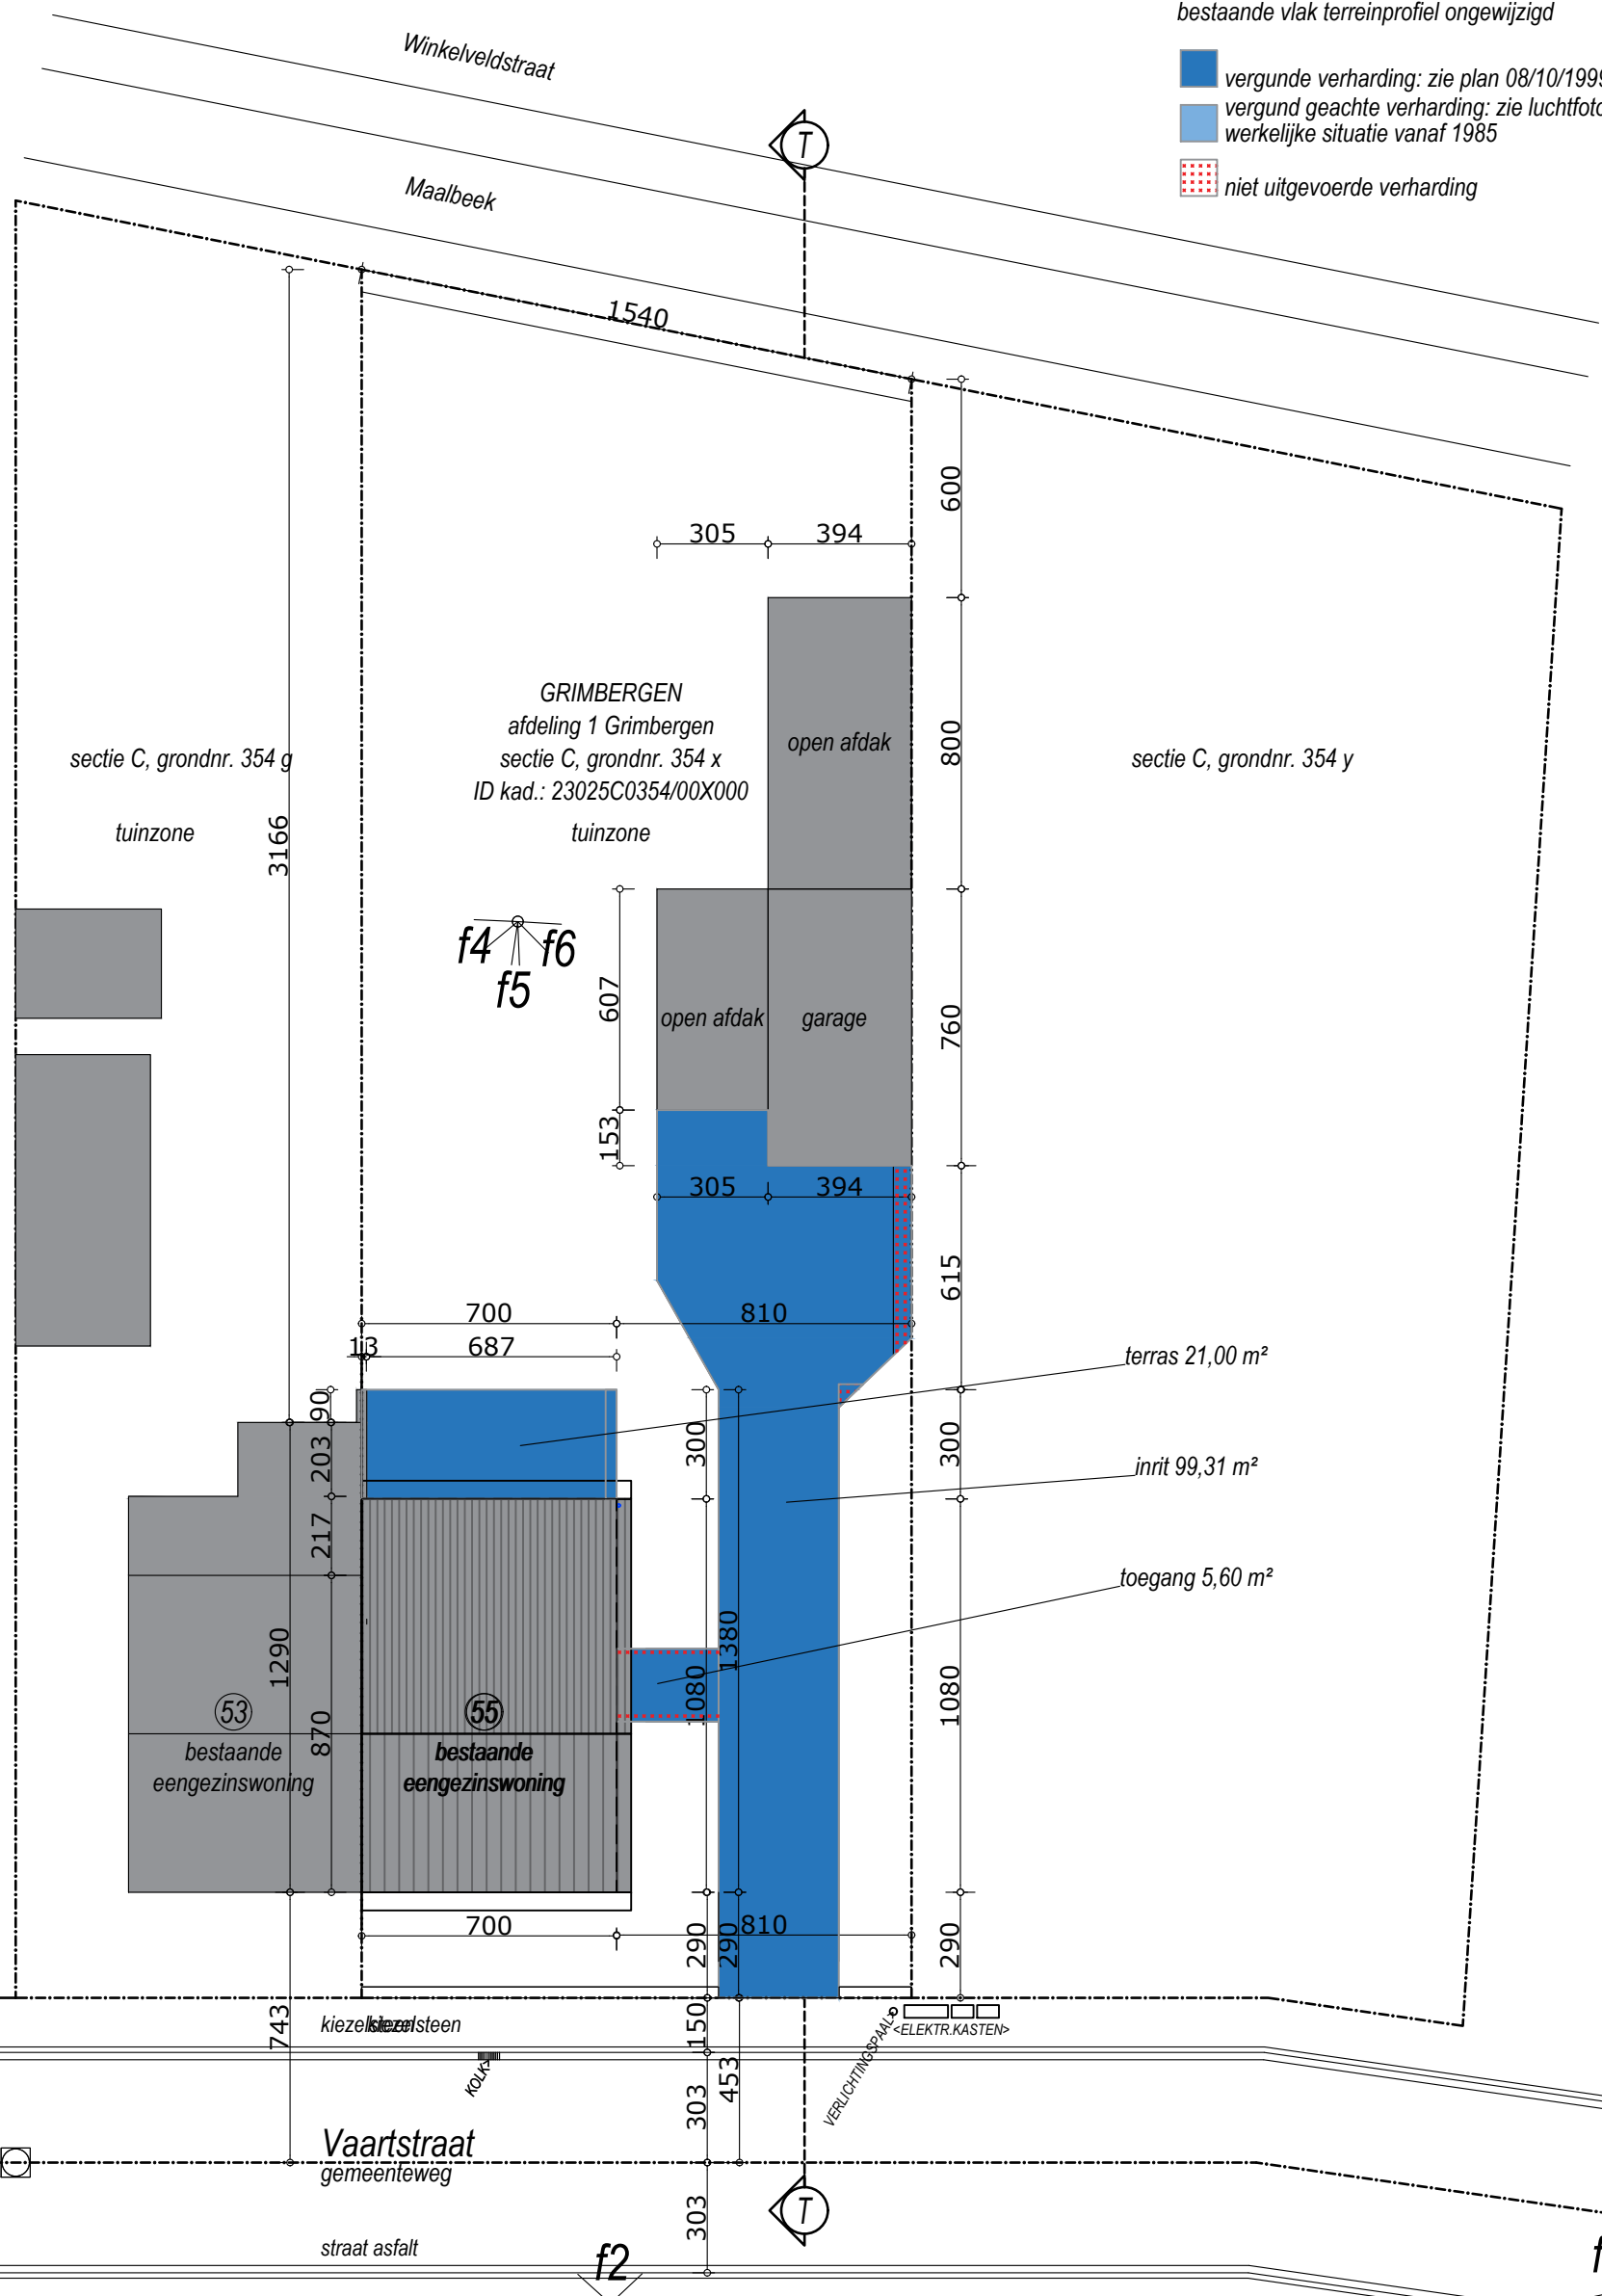 bestaande vlak terreinprofiel ongewijzigd
vergunde verharding: zie plan 08/10/1999
vergund geachte verharding: zie luchtfoto
werkelijke situatie vanaf 1985
niet uitgevoerde verharding
Winkelveldstraat
Maalbeek
T
1540
600
305
394
GRIMBERGEN
afdeling 1 Grimbergen
sectie C, grondnr. 354 x
ID kad.: 23025C0354/00X000
tuinzone
sectie C, grondnr. 354 g
tuinzone
sectie C, grondnr. 354 y
open afdak
800
3166
f4
f6
f5
607
open afdak
garage
760
153
305
394
615
700
810
13
687
terras 21,00 m²
90
203
300
300
inrit 99,31 m²
217
toegang 5,60 m²
1290
1380
1080
1080
53
bestaande
eengezinswoning
870
55
bestaande
eengezinswoning
700
810
290
290
290
743
kiezelsteen
kiezelsteen
150
<ELEKTR.KASTEN>
VERLICHTINGSPAAL>
KOLK>
453
303
Vaartstraat
gemeenteweg
T
303
straat asfalt
f2
f